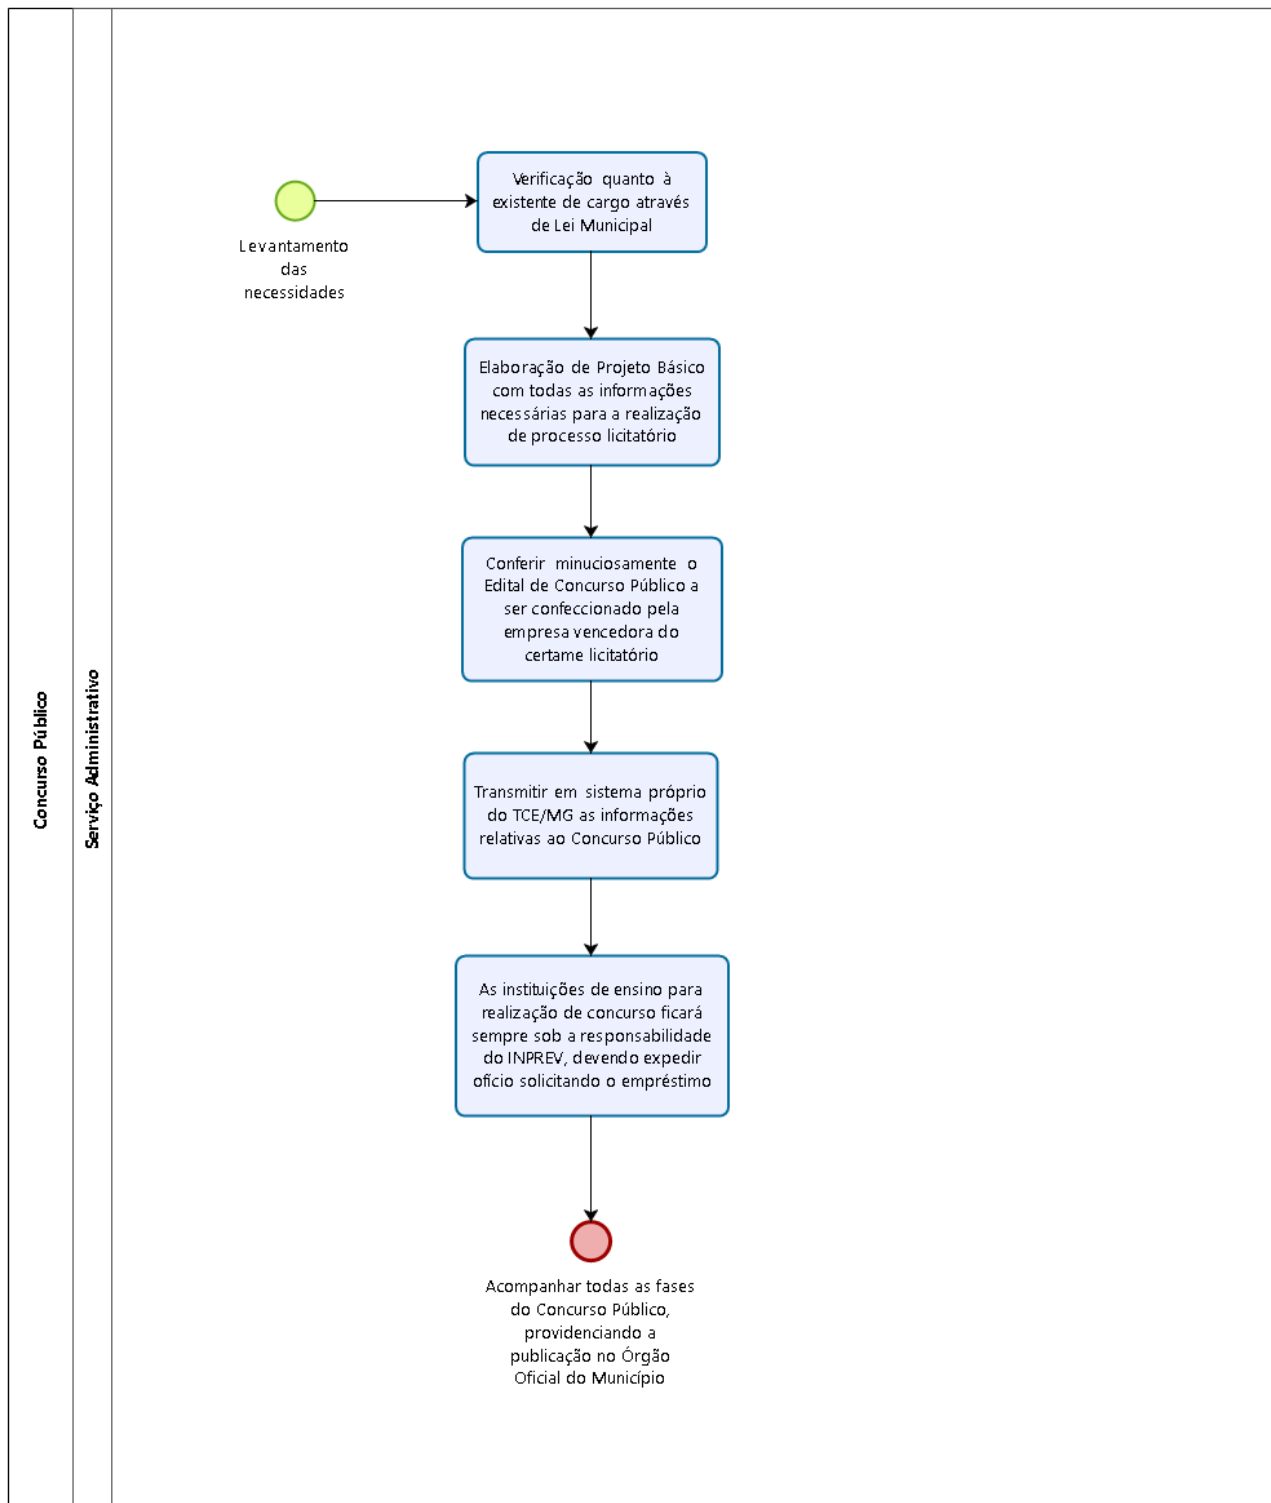 Concurso Público
Serviço Administrativo
Levantamento
das
necessidades
Verificação quanto à
existente de cargo através
de Lei Municipal
Elaboração de Projeto Básico
com todas as informações
necessárias para a realização
de processo licitatório
Conferir minuciosamente o
Edital de Concurso Público a
ser confeccionado pela
empresa vencedora do
certame licitatório
Transmitir em sistema próprio
do TCE/MG as informações
relativas ao Concurso Público
As instituições de ensino para
realização de concurso ficará
sempre sob a responsabilidade
do INPREV, devendo expedir
ofício solicitando o empréstimo
Acompanhar todas as fases
do Concurso Público,
providenciando a
publicação no Órgão
Oficial do Município